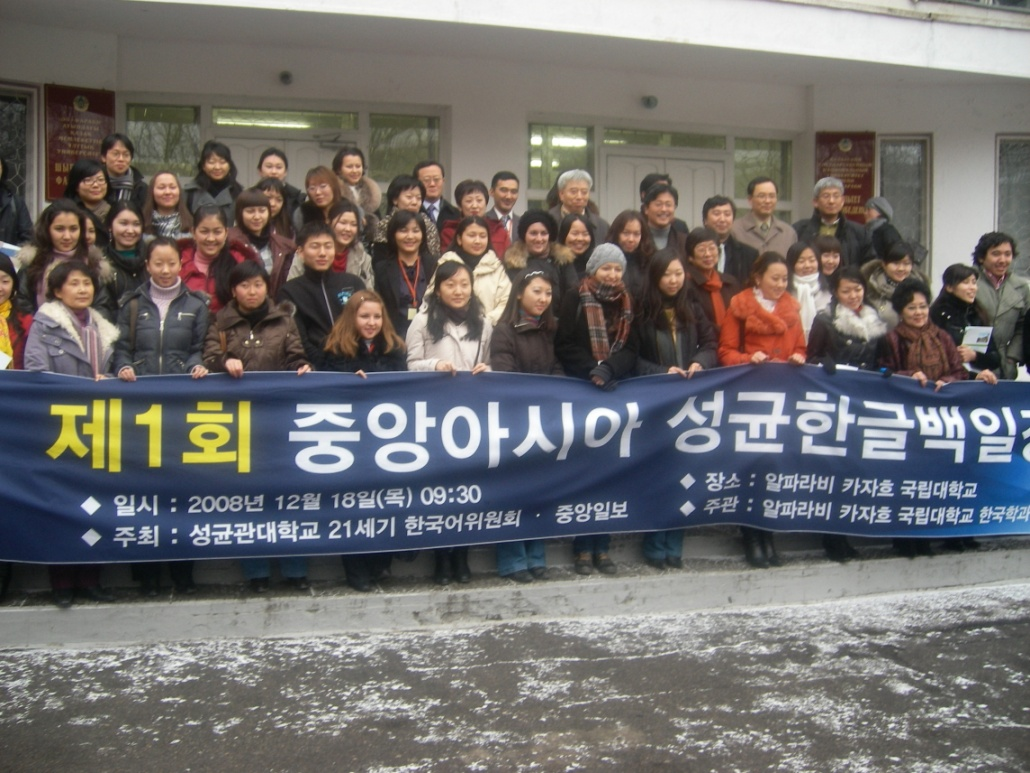 제1회 중앙아시아 성균한글백일장
◆ 일시 : 2008년 12월 18일(목) 09:30
◆ 주최 : 성균관대학교 21세기 한국어위원회 · 중앙일보
◆ 장소 : 알파라비 카자흐 국립대학교
◆ 주관 : 알파라비 카자흐 국립대학교 한국학과